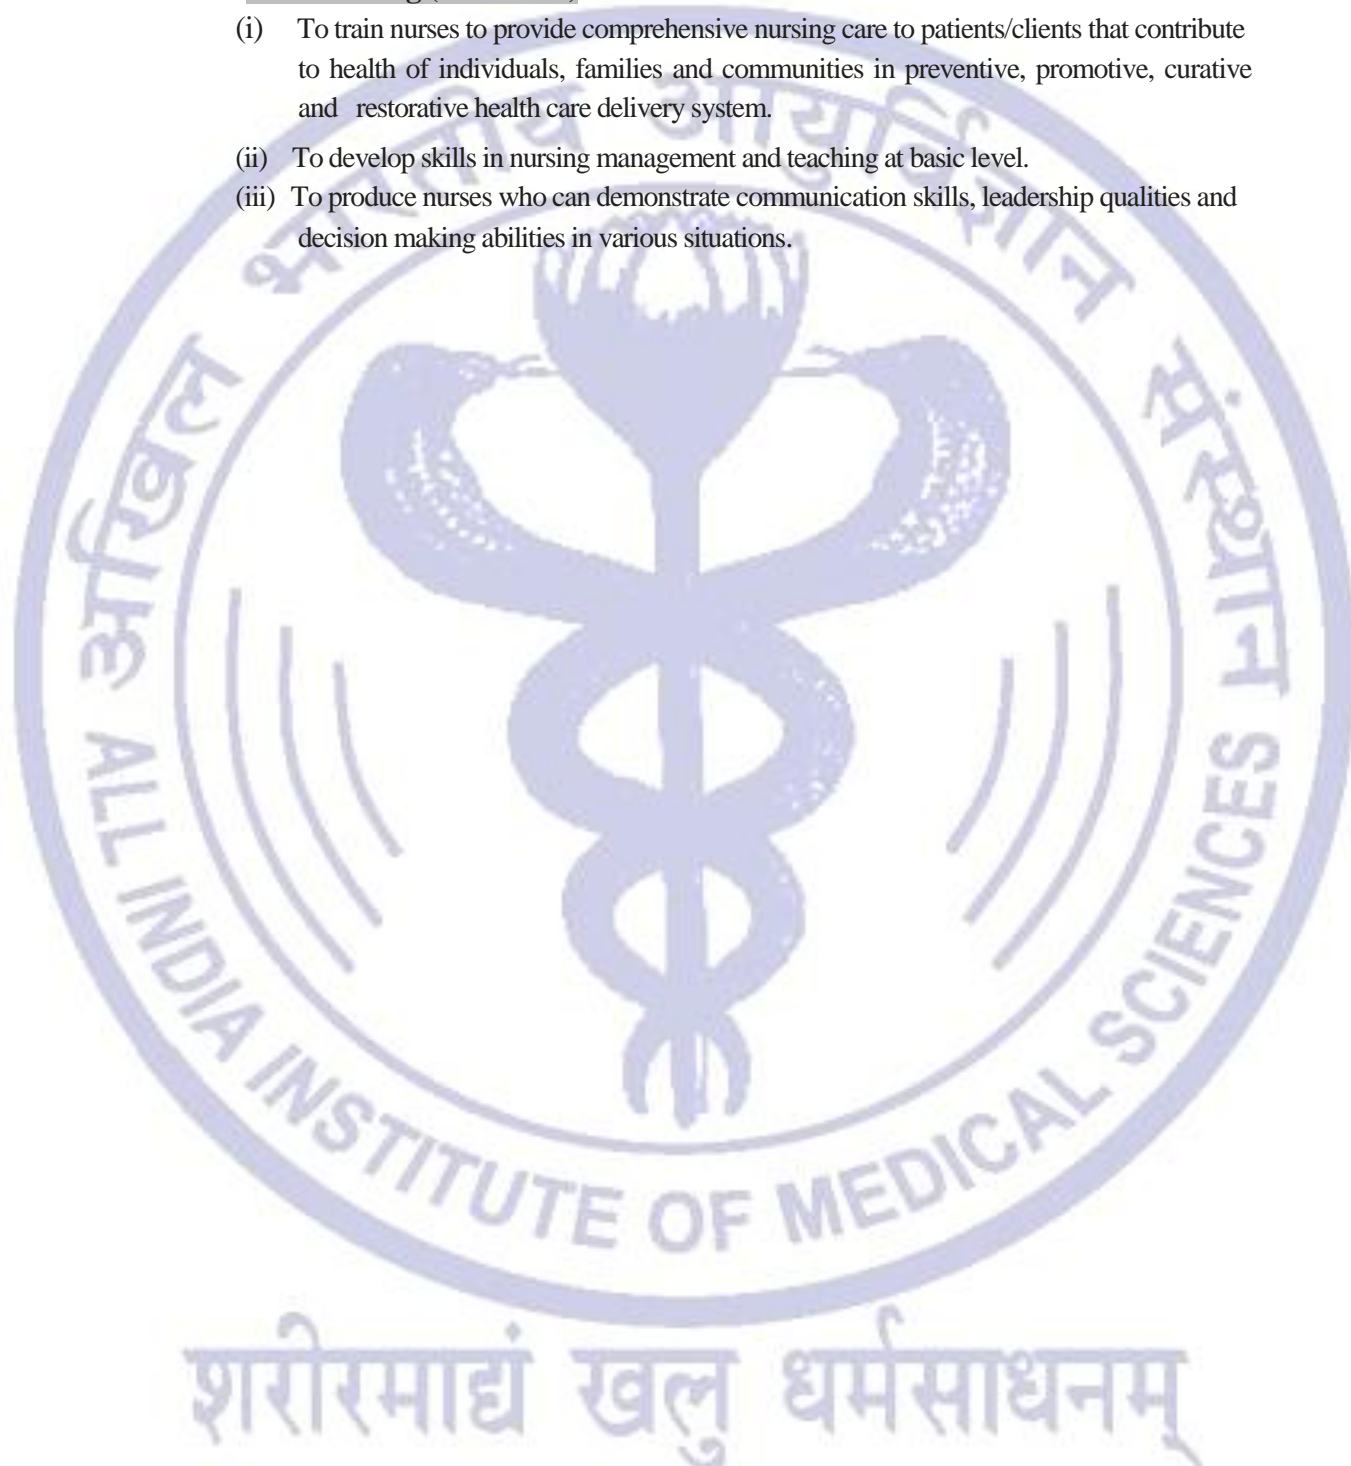 (i) To train nurses to provide comprehensive nursing care to patients/clients that contribute
to health of individuals, families and communities in preventive, promotive, curative
and restorative health care delivery system.
(ii) To develop skills in nursing management and teaching at basic level.
(iii) To produce nurses who can demonstrate communication skills, leadership qualities and
decision making abilities in various situations.
अखिल भारतीय आयुर्विज्ञान संस्थान
ALL INDIA INSTITUTE OF MEDICAL SCIENCES
शरीरमाद्यं खलु धर्मसाधनम्